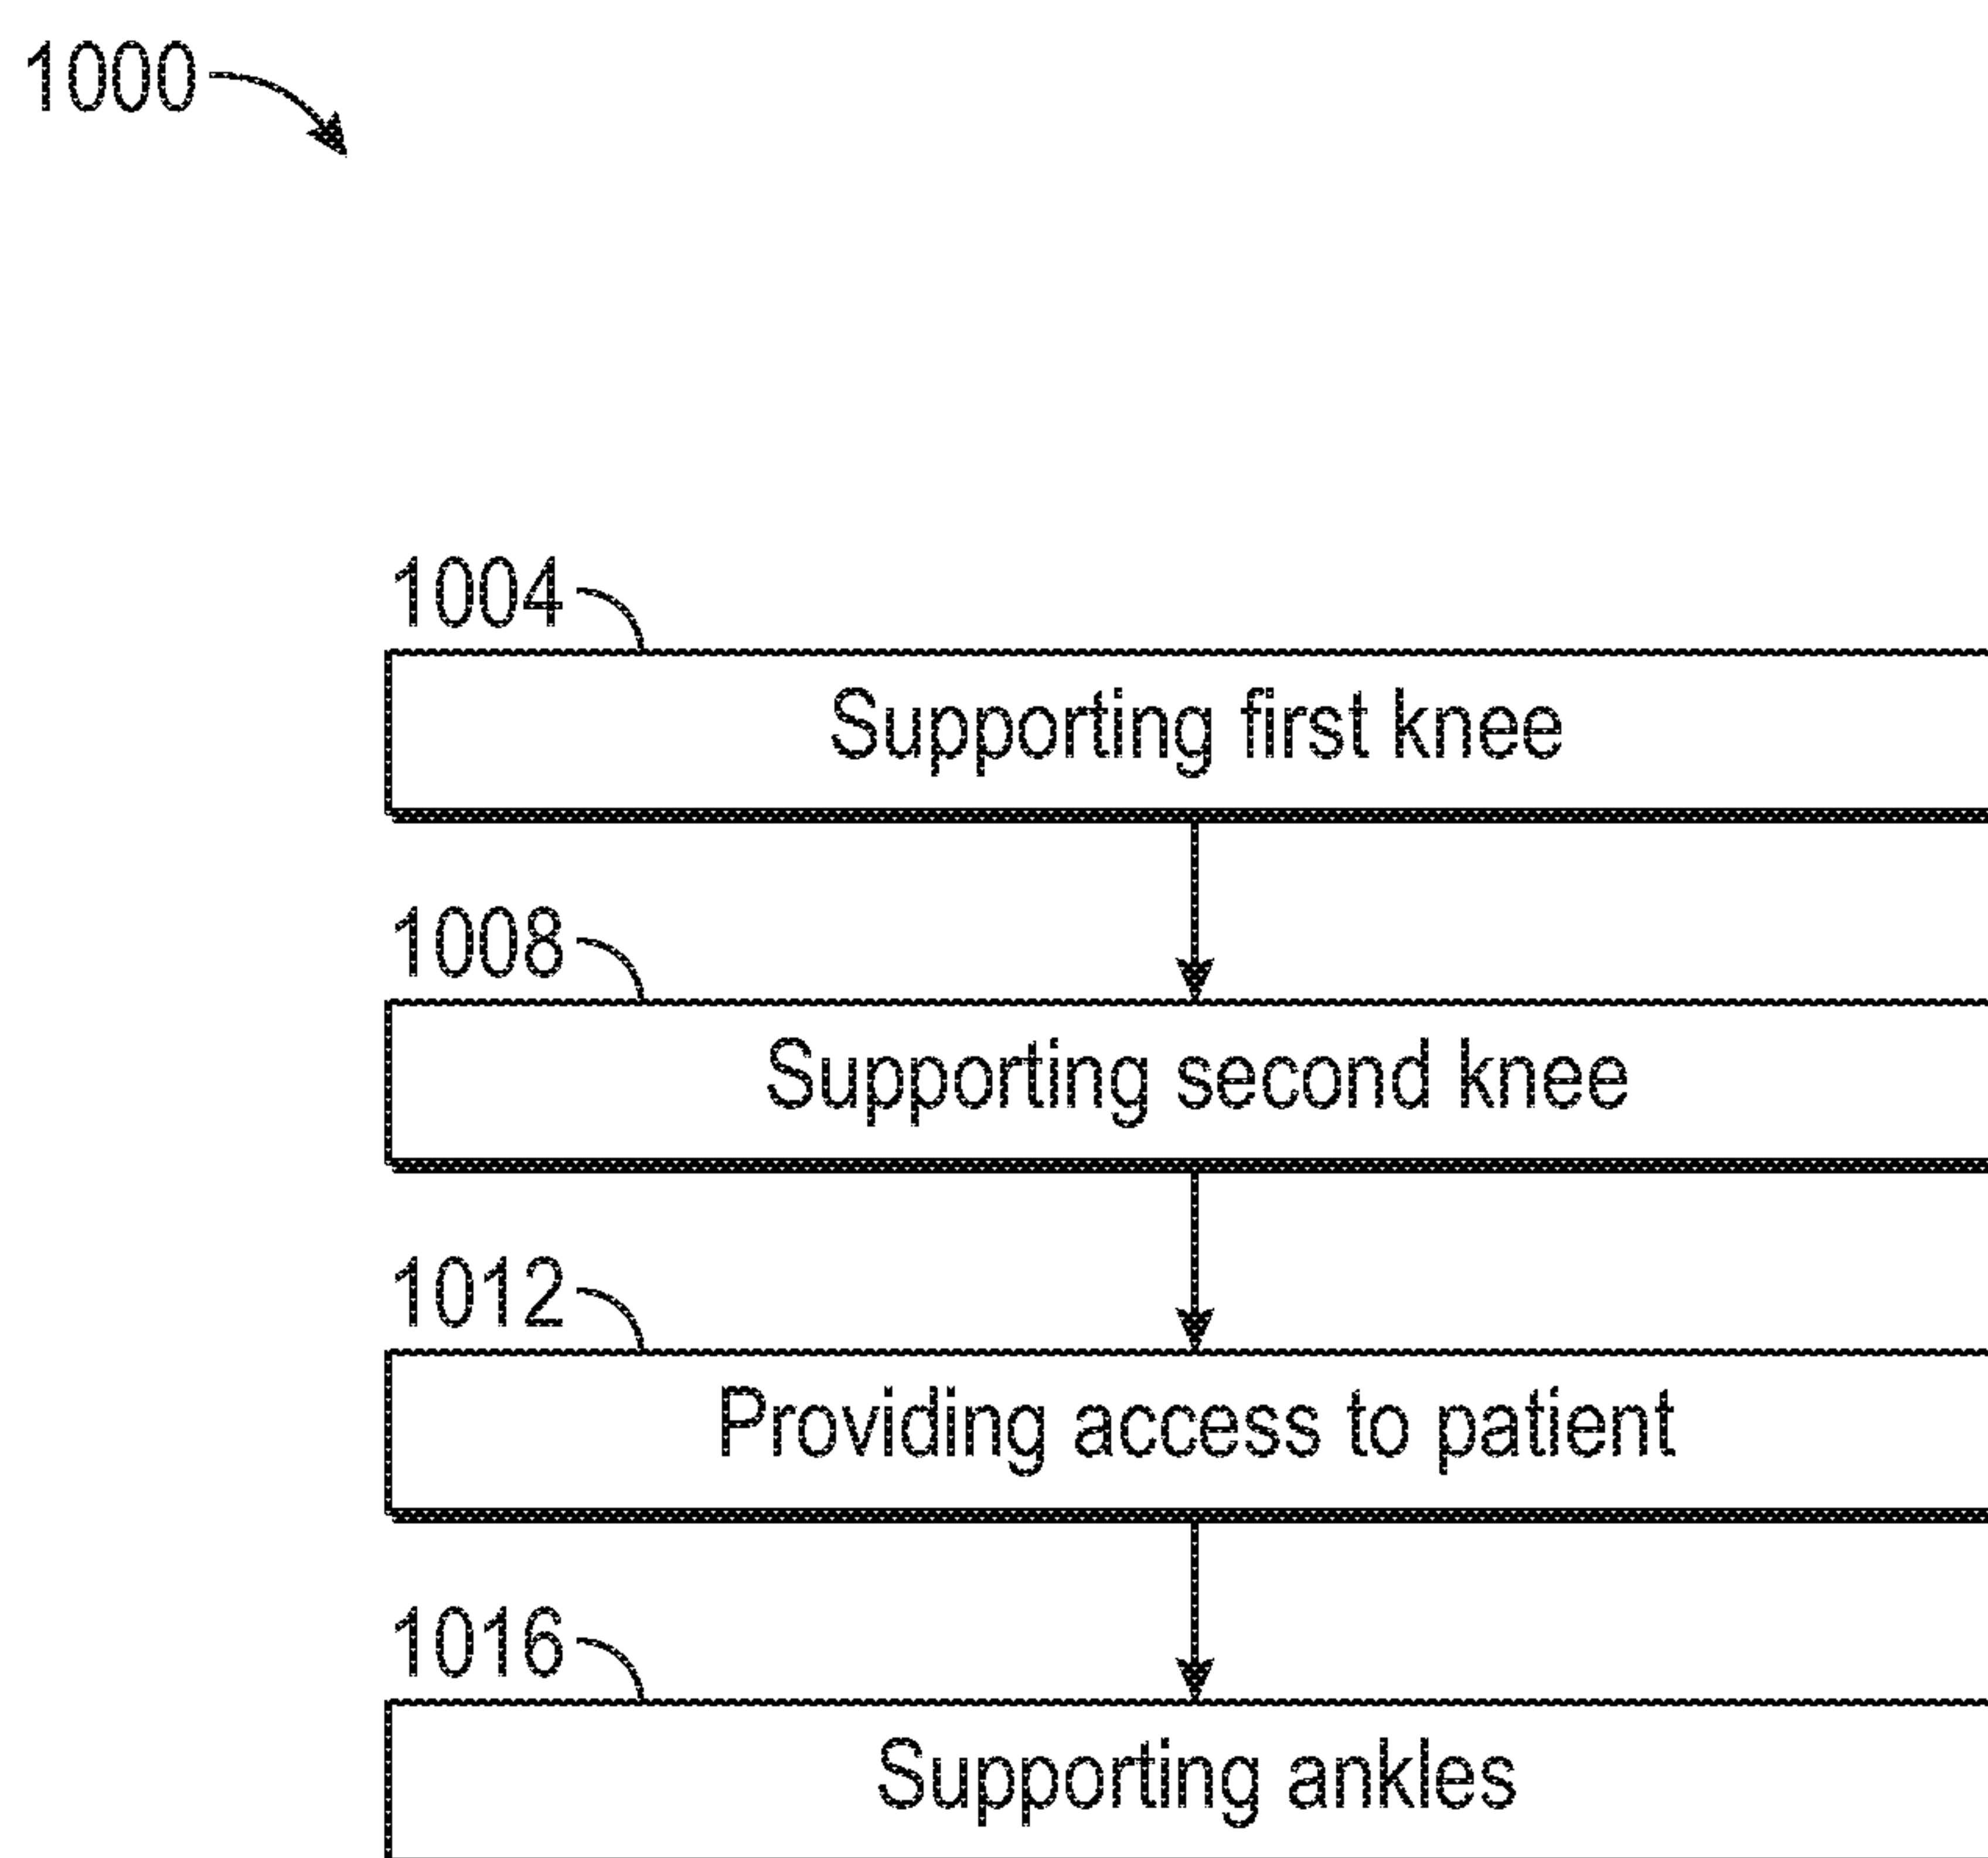 1000
1004
Supporting first knee
1008
Supporting second knee
1012
Providing access to patient
1016
Supporting ankles